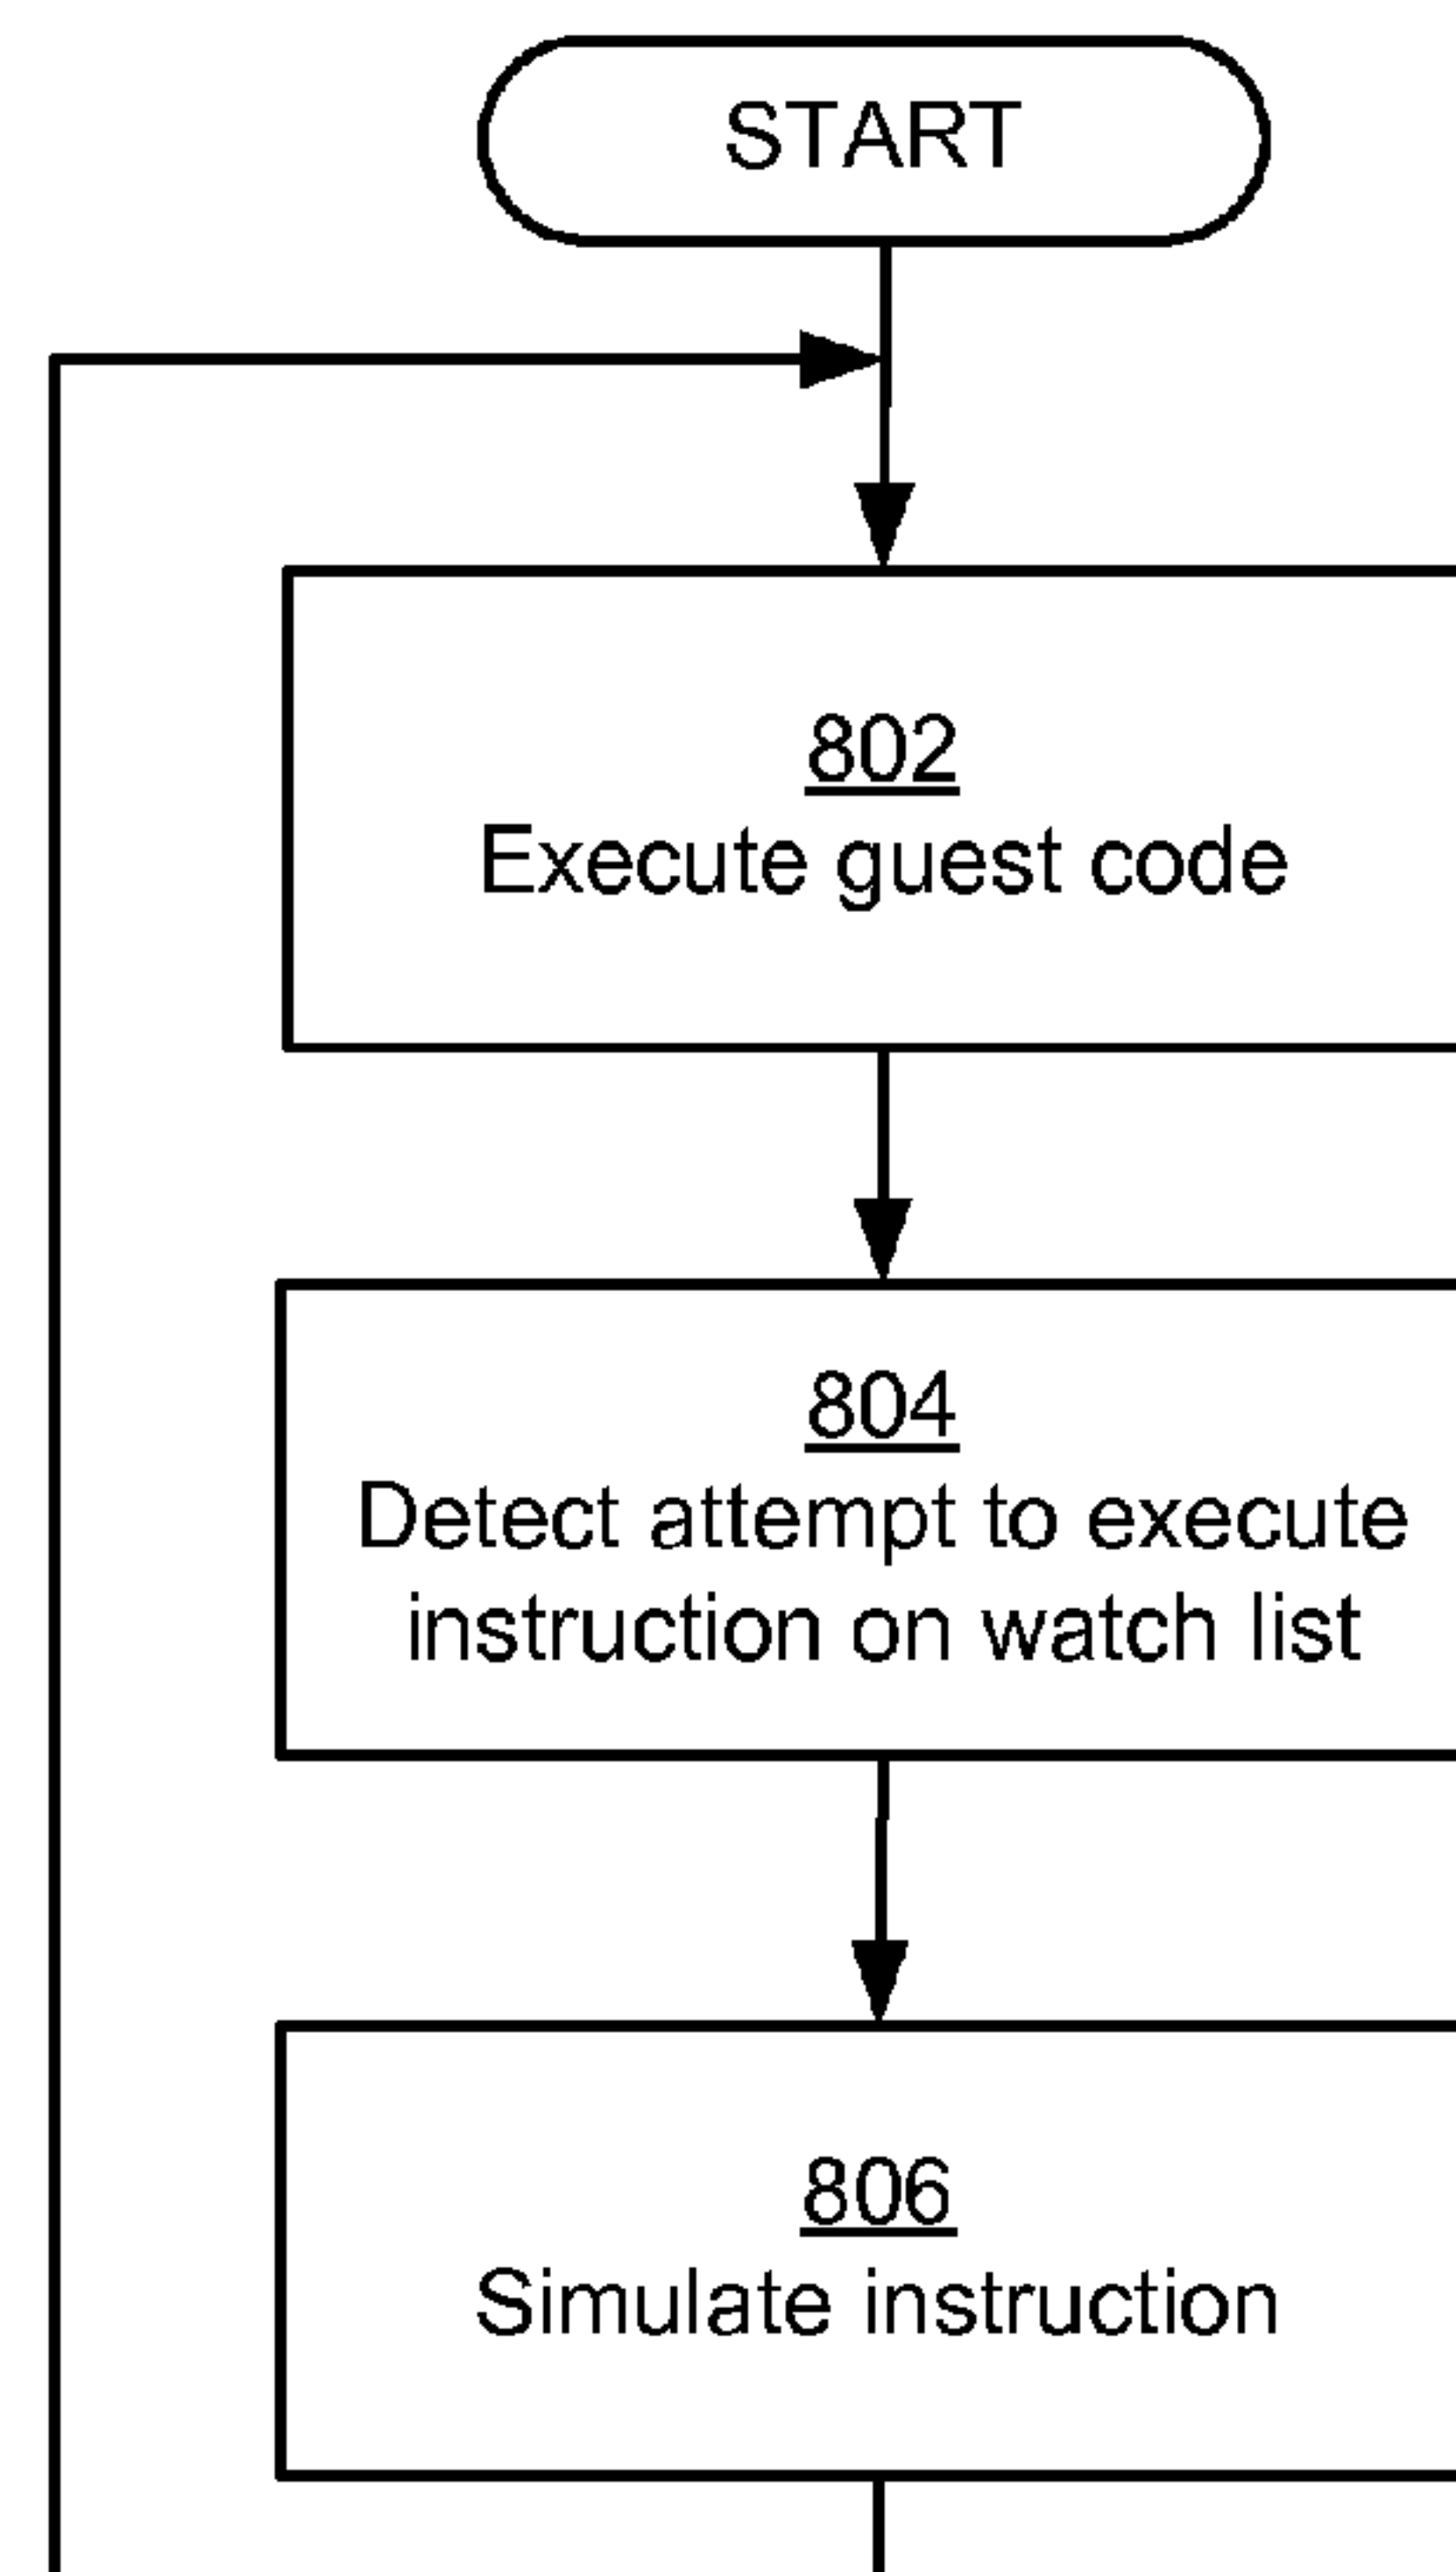 START
802
Execute guest code
804
Detect attempt to execute
instruction on watch list
806
Simulate instruction